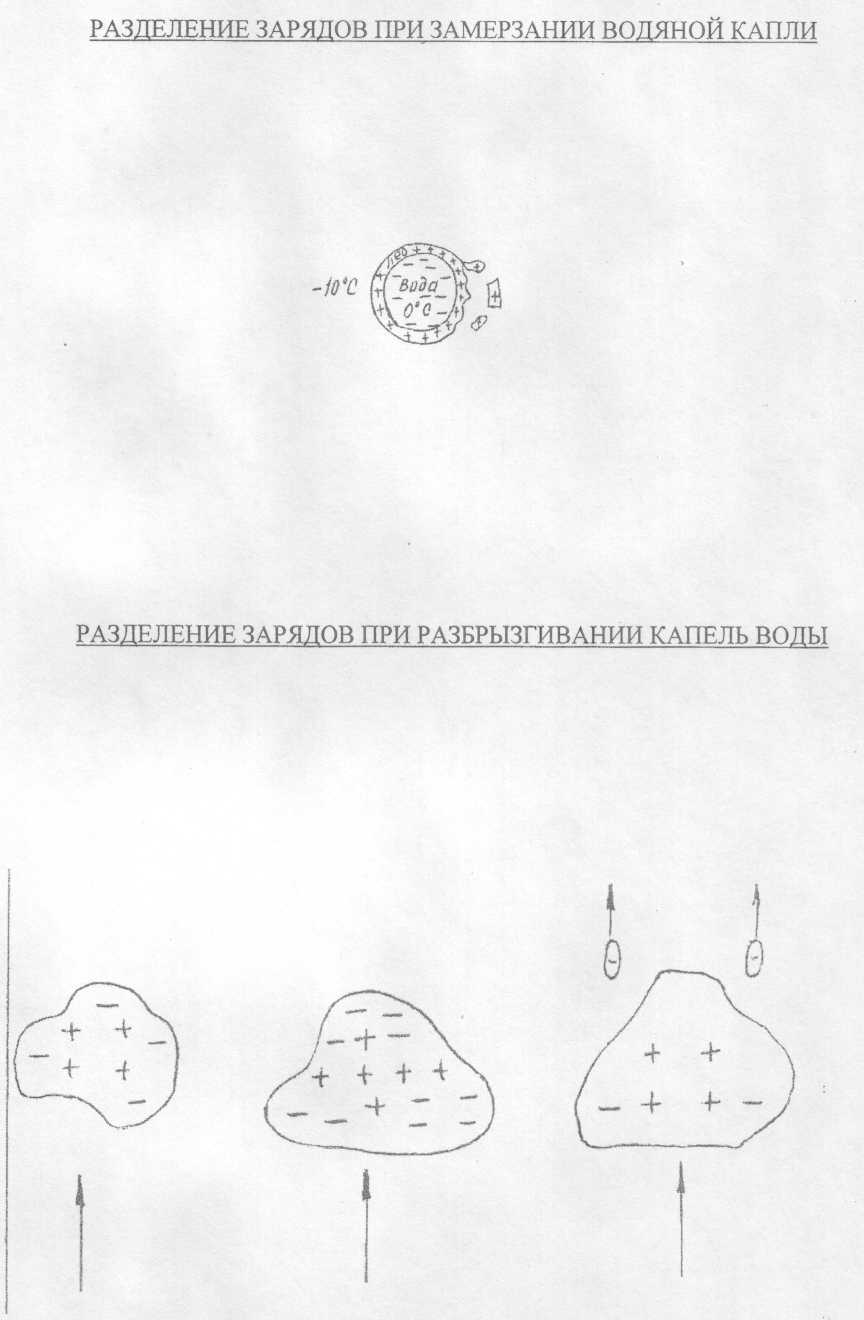 РАЗДЕЛЕНИЕ ЗАРЯДОВ ПРИ ЗАМЕРЗАНИИ ВОДЯНОЙ КАПЛИ
лед
-10°C
вода
0°C
РАЗДЕЛЕНИЕ ЗАРЯДОВ ПРИ РАЗБРЫЗГИВАНИИ КАПЕЛЬ ВОДЫ